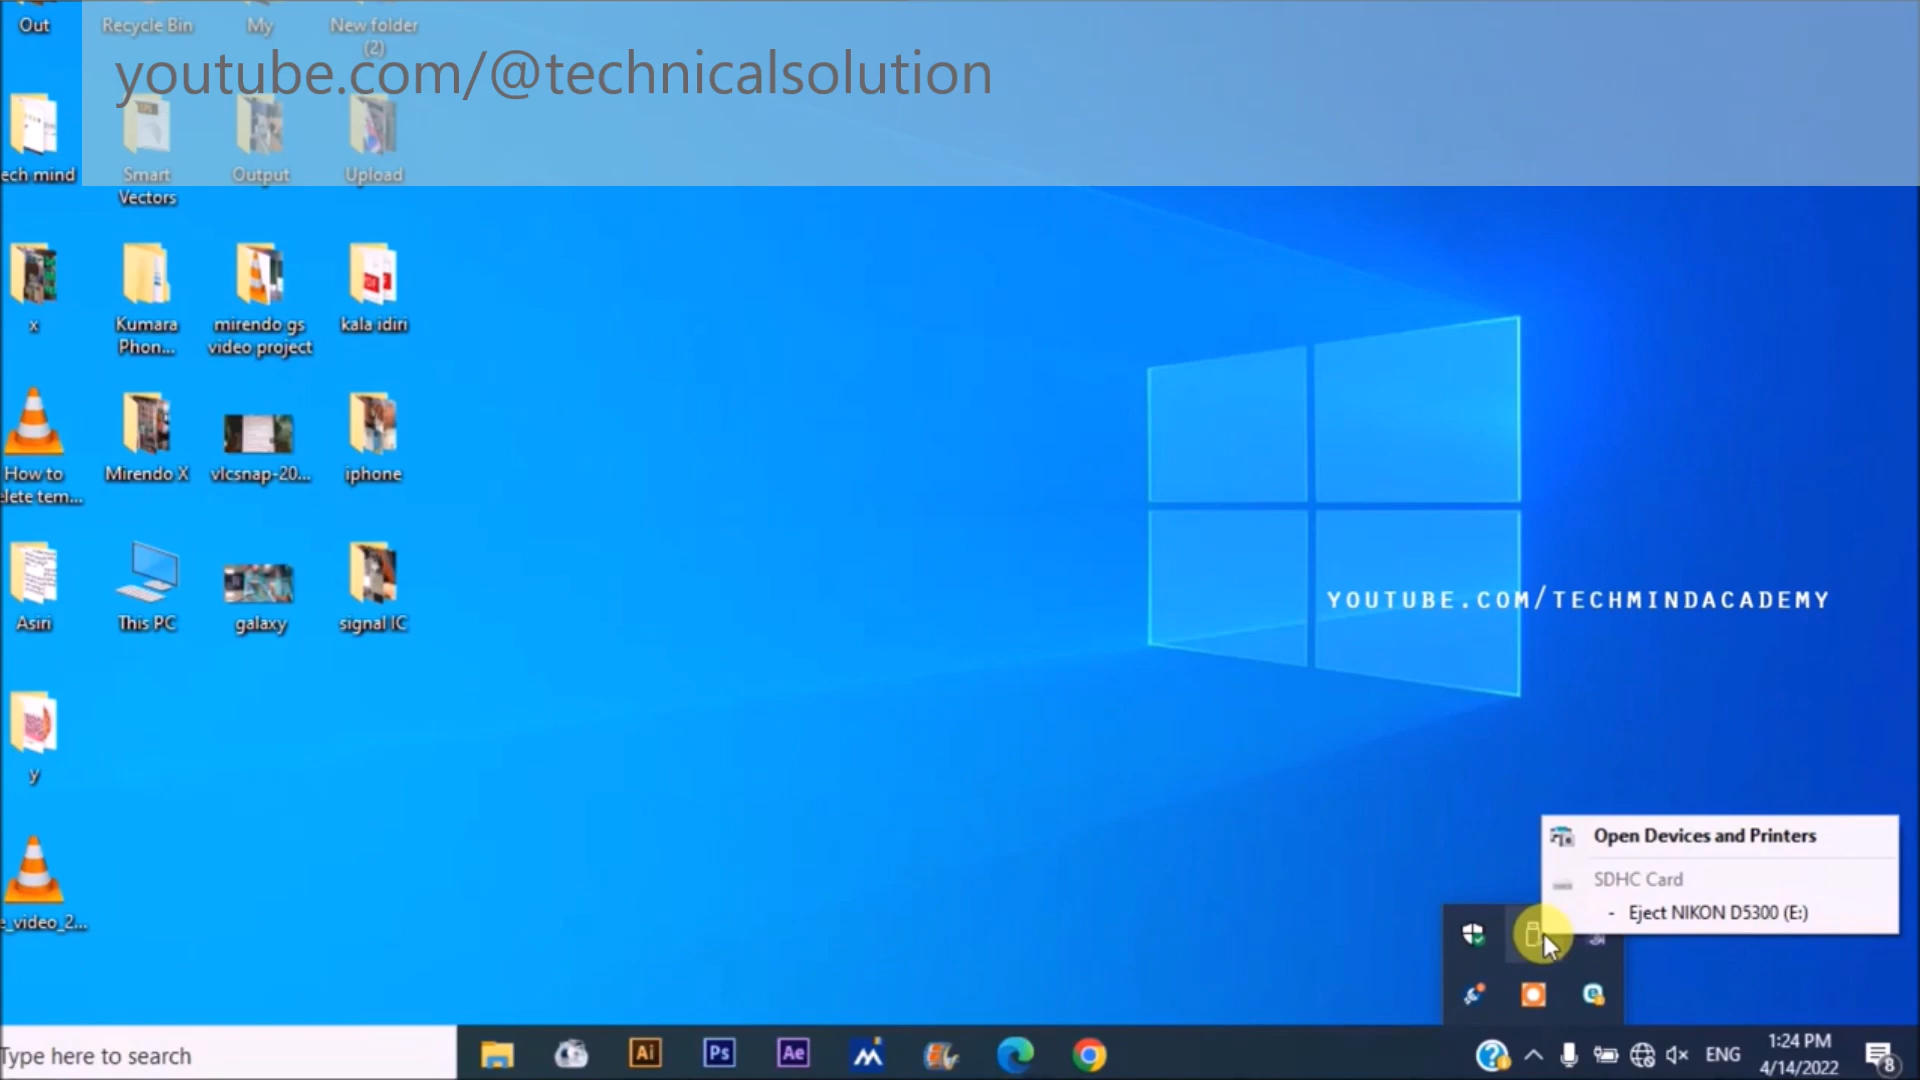 Out
Recycle Bin
My
New folder
(2)
youtube.com/@technicalsolution
ech mind
Smart
Vectors
Output
Upload
x
Kumara
Phon...
mirendo gs
video project
kala idiri
How to
elete tem...
Mirendo X
vlcsnap-20...
iphone
Asiri
This PC
galaxy
signal IC
YOUTUBE.COM/TECHMINDACADEMY
y
e_video_2...
Open Devices and Printers
SDHC Card
- Eject NIKON D5300 (E:)
Type here to search
Ai
Ps
Ae
ENG
1:24 PM
4/14/2022
8